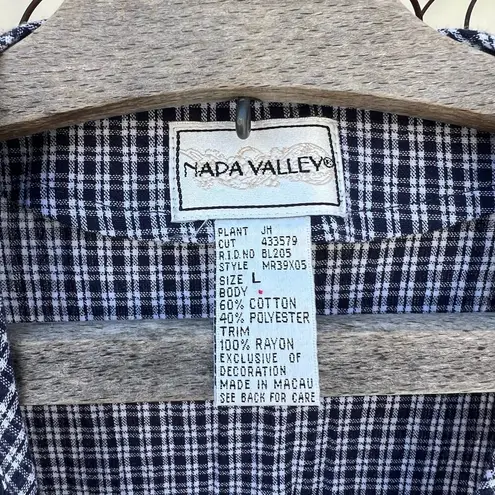 NADA VALLEY®
PLANT JH
CUT 433579
R.I.D.NO BL205
STYLE MR39X05
SIZE L
BODY
60% COTTON
40% POLYESTER
TRIM
100% RAYON
EXCLUSIVE OF
DECORATION
MADE IN MACAU
SEE BACK FOR CARE